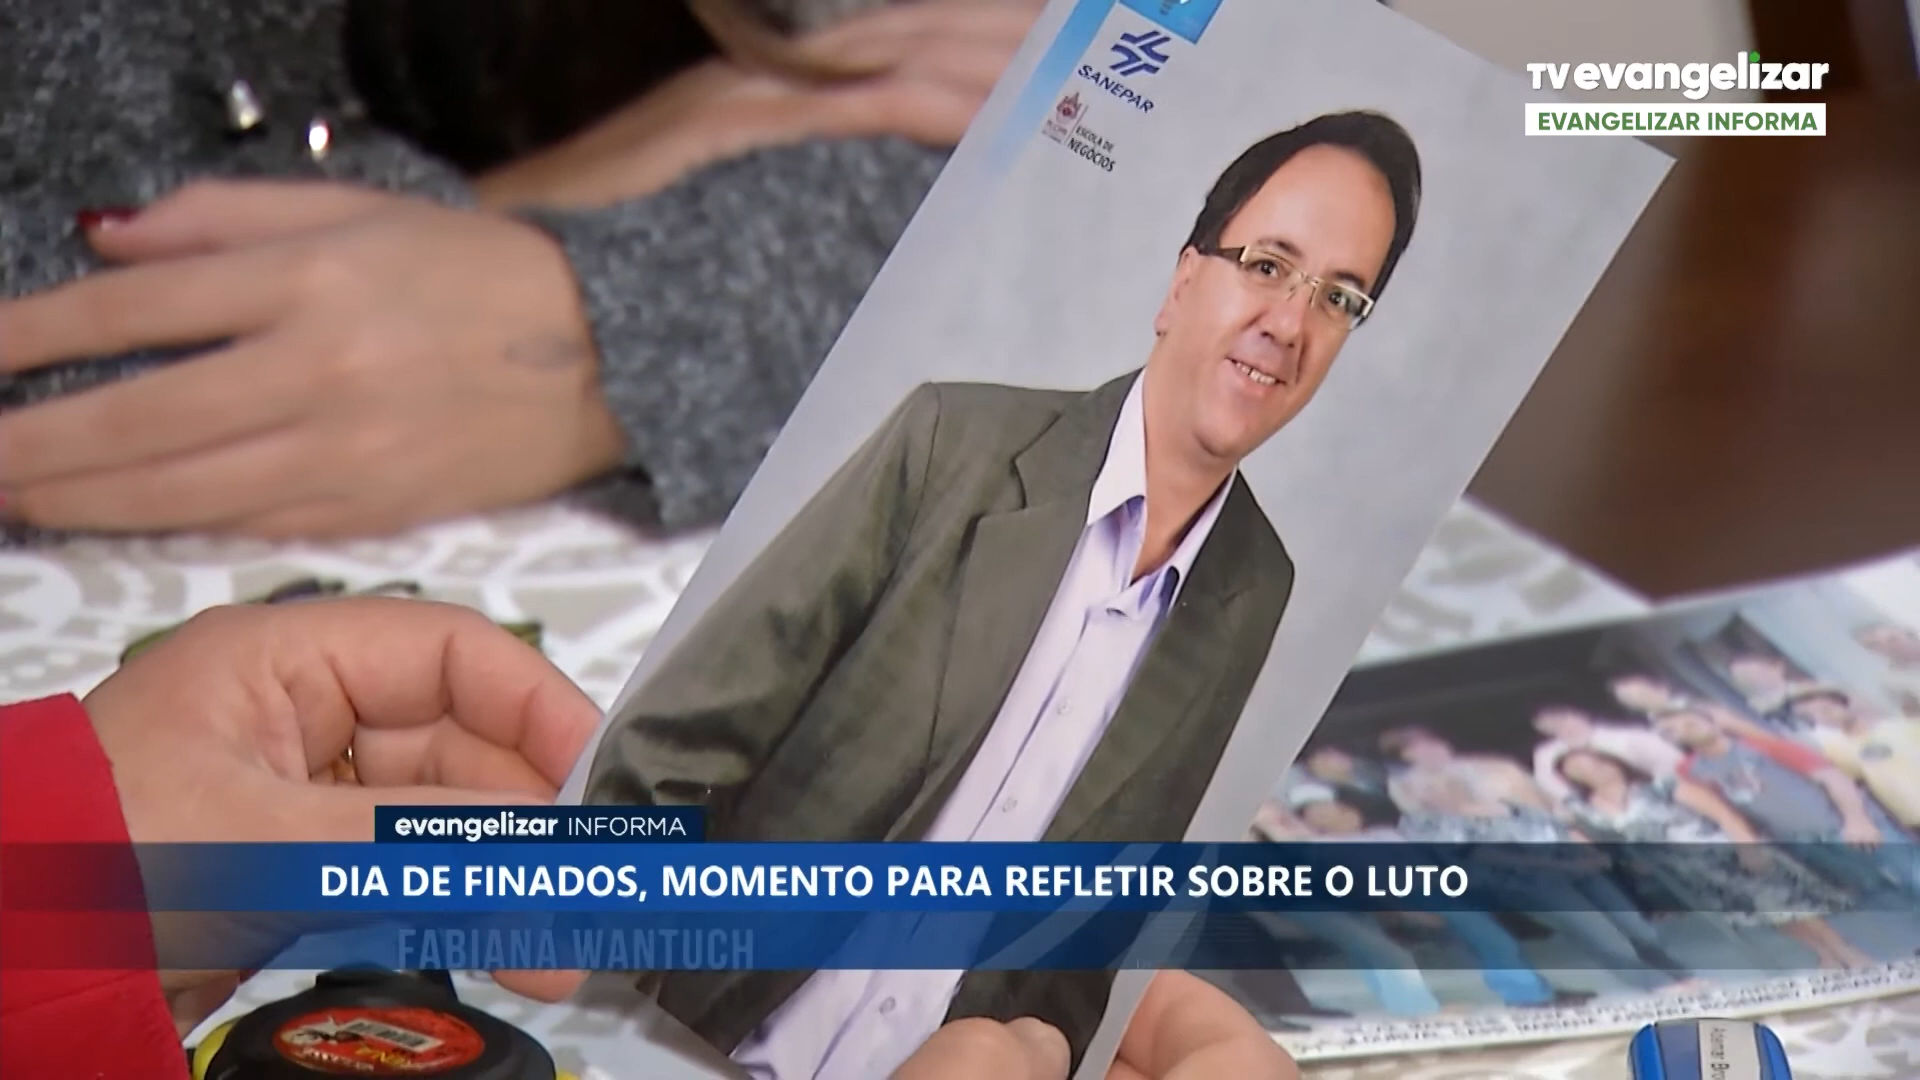 TV evangelizar
EVANGELIZAR INFORMA
SANEPAR
ESCOLA DE
NEGÓCIOS
evangelizar INFORMA
DIA DE FINADOS, MOMENTO PARA REFLETIR SOBRE O LUTO
FABIANA WANTUCH